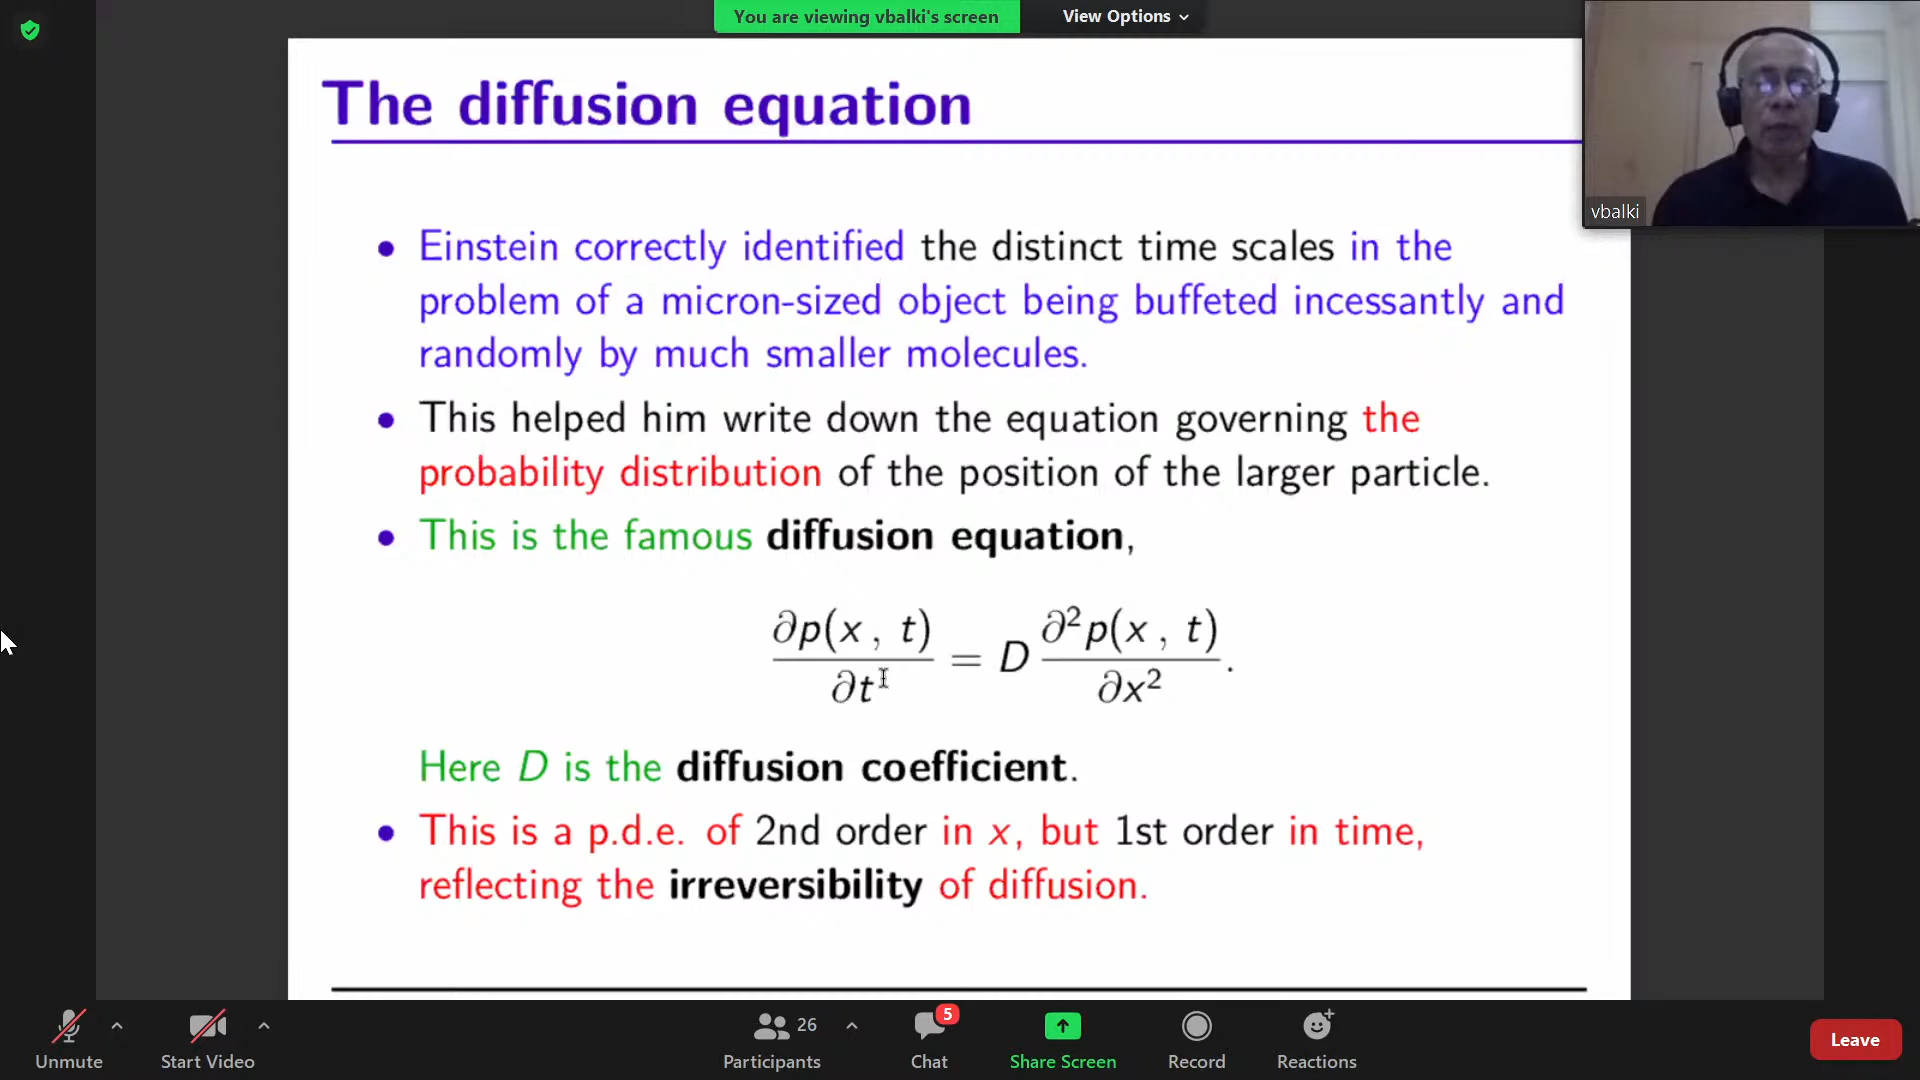 You are viewing vbalki's screen View Options
The diffusion equation
vbalki
• Einstein correctly identified the distinct time scales in the
problem of a micron-sized object being buffeted incessantly and
randomly by much smaller molecules.
• This helped him write down the equation governing the
probability distribution of the position of the larger particle.
• This is the famous diffusion equation,
∂p(x , t)/∂t = D ∂²p(x , t)/∂x² .
Here D is the diffusion coefficient.
• This is a p.d.e. of 2nd order in x, but 1st order in time,
reflecting the irreversibility of diffusion.
26 5
Unmute Start Video Participants Chat Share Screen Record Reactions Leave